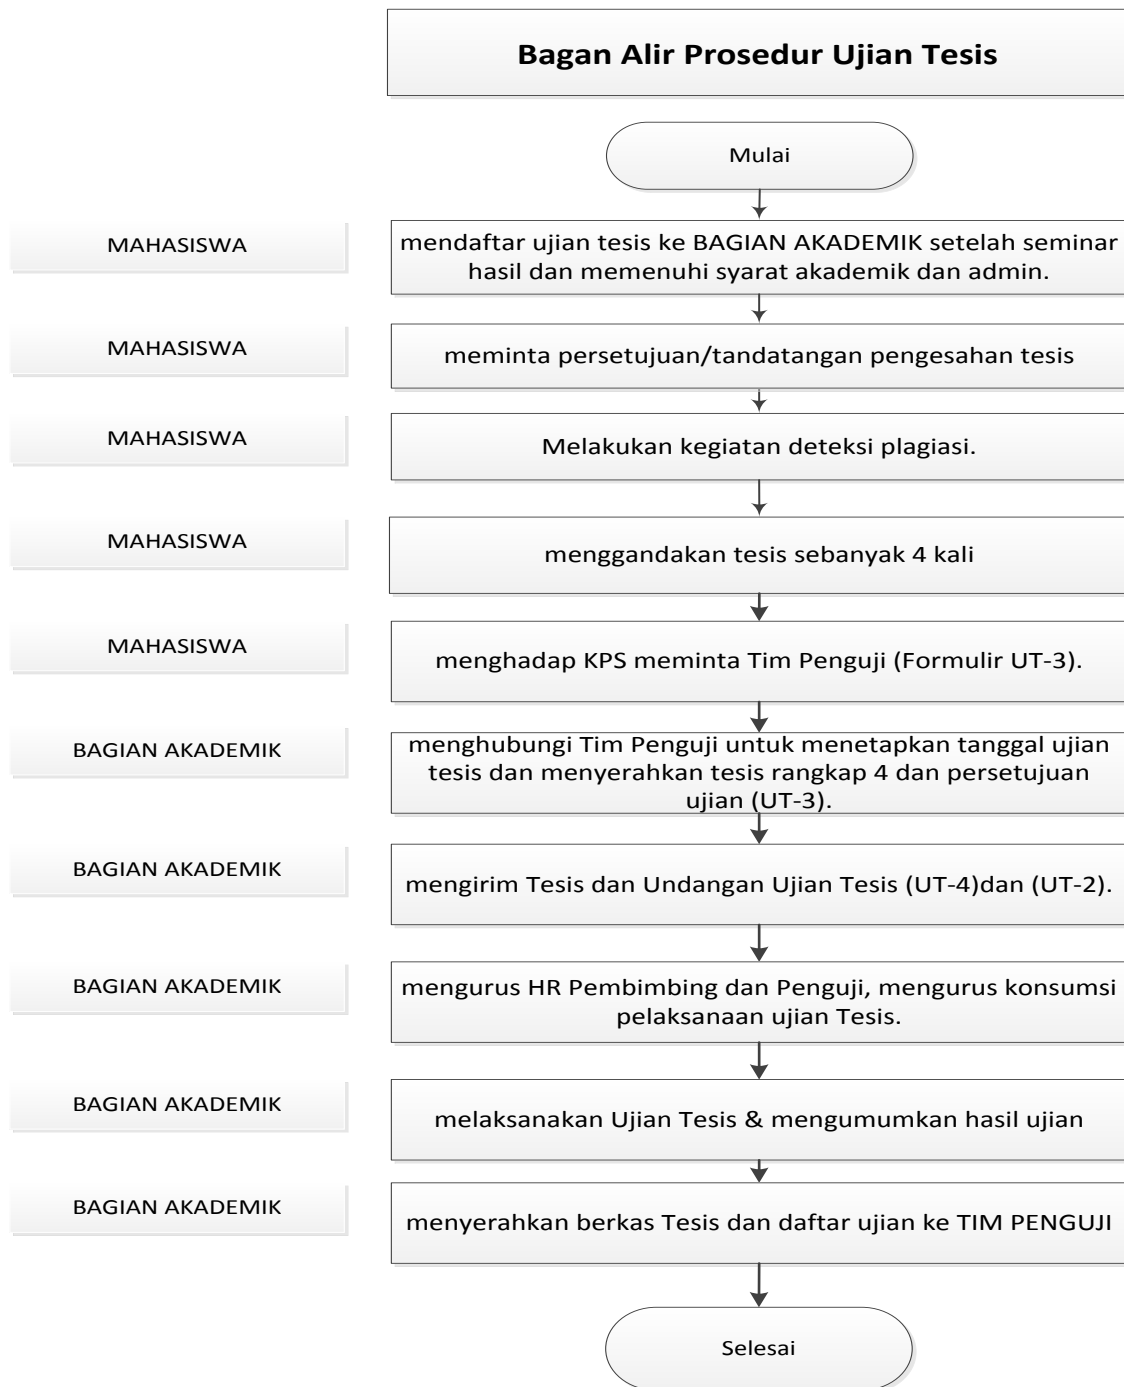 Bagan Alir Prosedur Ujian Tesis
Mulai
MAHASISWA
mendaftar ujian tesis ke BAGIAN AKADEMIK setelah seminar
hasil dan memenuhi syarat akademik dan admin.
MAHASISWA
meminta persetujuan/tandatangan pengesahan tesis
MAHASISWA
Melakukan kegiatan deteksi plagiasi.
MAHASISWA
menggandakan tesis sebanyak 4 kali
MAHASISWA
menghadap KPS meminta Tim Penguji (Formulir UT-3).
BAGIAN AKADEMIK
menghubungi Tim Penguji untuk menetapkan tanggal ujian
tesis dan menyerahkan tesis rangkap 4 dan persetujuan
ujian (UT-3).
BAGIAN AKADEMIK
mengirim Tesis dan Undangan Ujian Tesis (UT-4)dan (UT-2).
BAGIAN AKADEMIK
mengurus HR Pembimbing dan Penguji, mengurus konsumsi
pelaksanaan ujian Tesis.
BAGIAN AKADEMIK
melaksanakan Ujian Tesis & mengumumkan hasil ujian
BAGIAN AKADEMIK
menyerahkan berkas Tesis dan daftar ujian ke TIM PENGUJI
Selesai